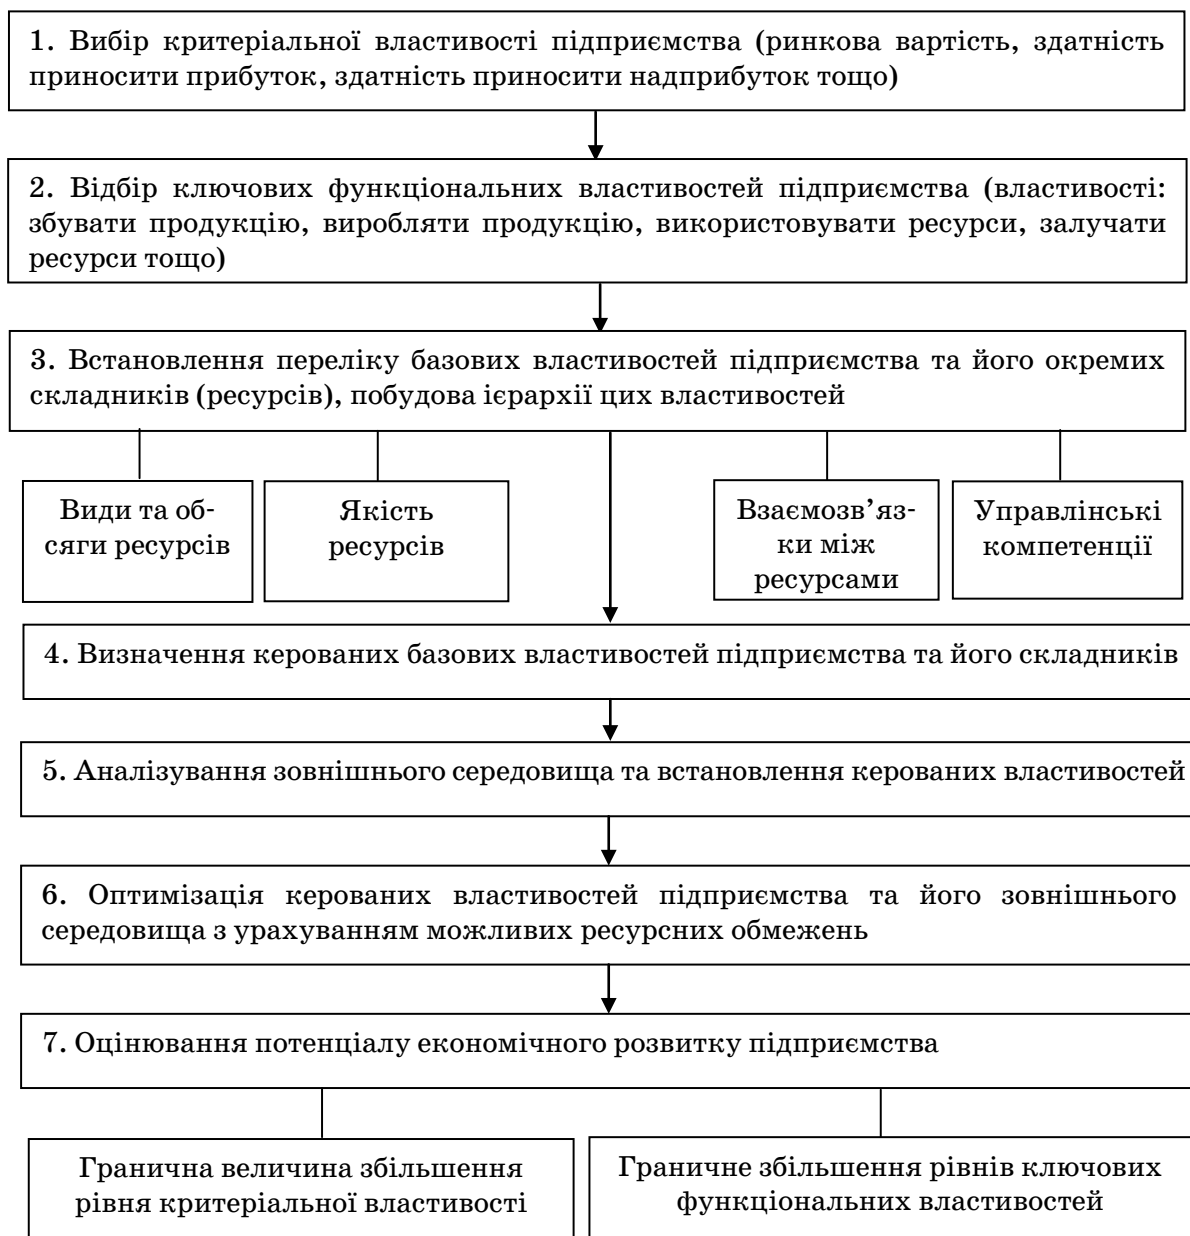 1. Вибір критеріальної властивості підприємства (ринкова вартість, здатність
приносити прибуток, здатність приносити надприбуток тощо)
2. Відбір ключових функціональних властивостей підприємства (властивості:
збувати продукцію, виробляти продукцію, використовувати ресурси, залучати
ресурси тощо)
3. Встановлення переліку базових властивостей підприємства та його окремих
складників (ресурсів), побудова ієрархії цих властивостей
Види та об-
сяги ресурсів
Якість
ресурсів
Взаємозв’яз-
ки між
ресурсами
Управлінські
компетенції
4. Визначення керованих базових властивостей підприємства та його складників
5. Аналізування зовнішнього середовища та встановлення керованих властивостей
6. Оптимізація керованих властивостей підприємства та його зовнішнього
середовища з урахуванням можливих ресурсних обмежень
7. Оцінювання потенціалу економічного розвитку підприємства
Гранична величина збільшення
рівня критеріальної властивості
Граничне збільшення рівнів ключових
функціональних властивостей